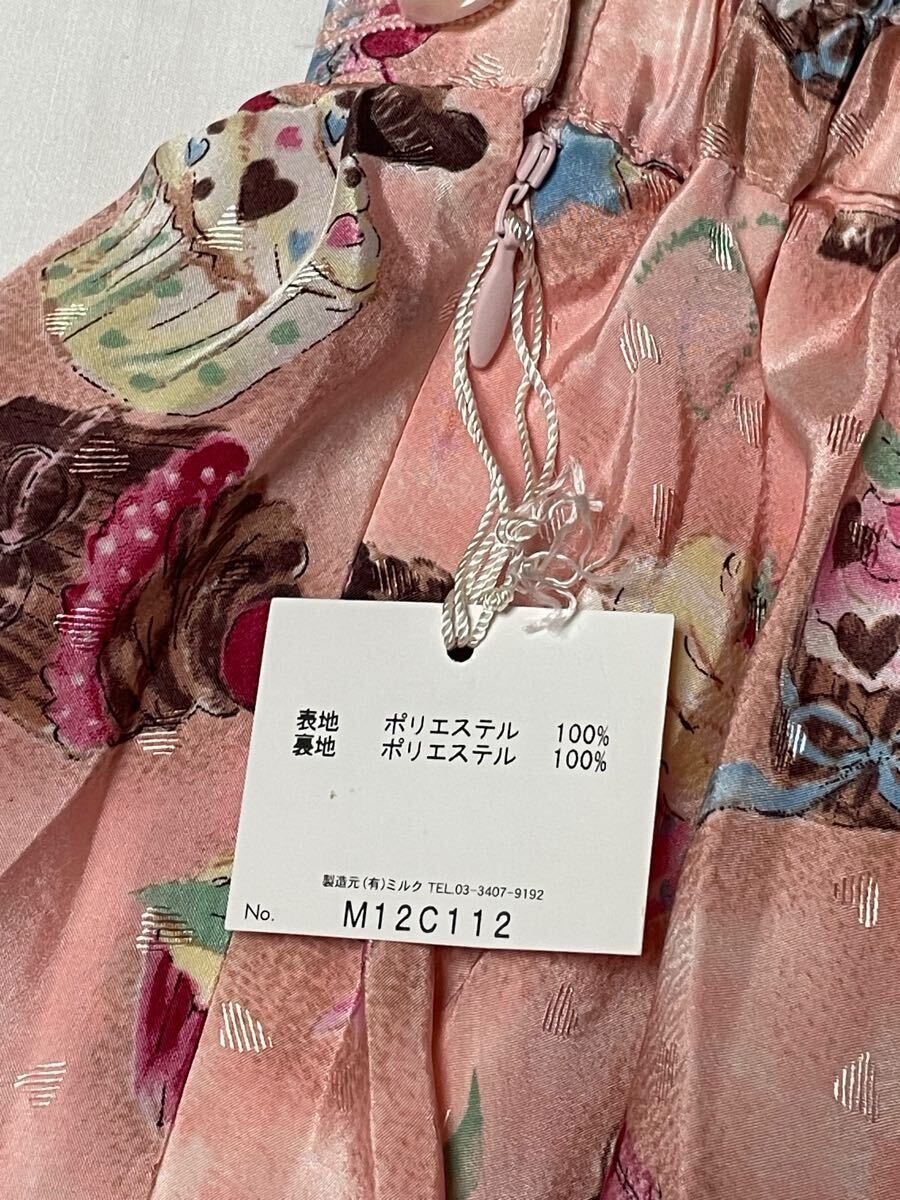 表地 ポリエステル 100%
裏地 ポリエステル 100%
製造元(有)ミルク TEL.03-3407-9192
No. M12C112